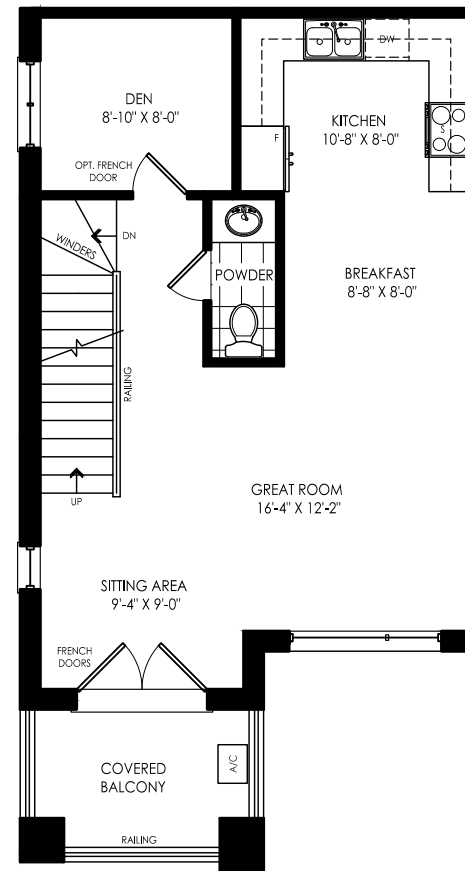 DW
DEN
8'-10" X 8'-0"
KITCHEN
10'-8" X 8'-0"
S
F
OPT. FRENCH
DOOR
DN
WINDERS
POWDER
BREAKFAST
8'-8" X 8'-0"
RAILING
UP
GREAT ROOM
16'-4" X 12'-2"
SITTING AREA
9'-4" X 9'-0"
FRENCH
DOORS
COVERED
BALCONY
A/C
RAILING